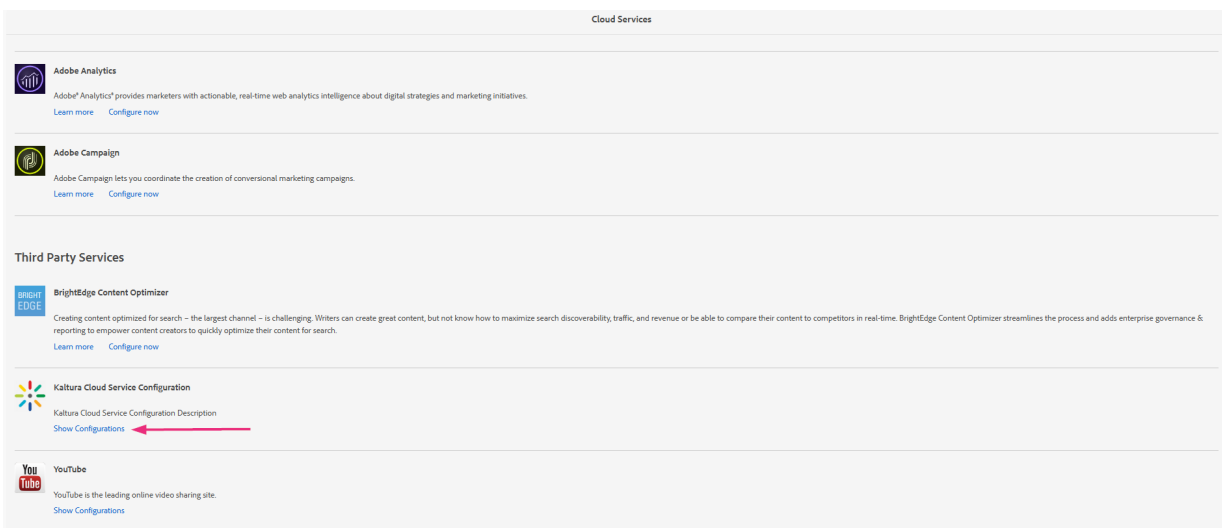 Cloud Services
Adobe Analytics
Adobe® Analytics® provides marketers with actionable, real-time web analytics intelligence about digital strategies and marketing initiatives.
Learn more Configure now
Adobe Campaign
Adobe Campaign lets you coordinate the creation of conversional marketing campaigns.
Learn more Configure now
Third Party Services
BRIGHT
EDGE
BrightEdge Content Optimizer
Creating content optimized for search – the largest channel – is challenging. Writers can create great content, but not know how to maximize search discoverability, traffic, and revenue or be able to compare their content to competitors in real-time. BrightEdge Content Optimizer streamlines the process and adds enterprise governance &
reporting to empower content creators to quickly optimize their content for search.
Learn more Configure now
Kaltura Cloud Service Configuration
Kaltura Cloud Service Configuration Description
Show Configurations
You
Tube
YouTube
YouTube is the leading online video sharing site.
Show Configurations